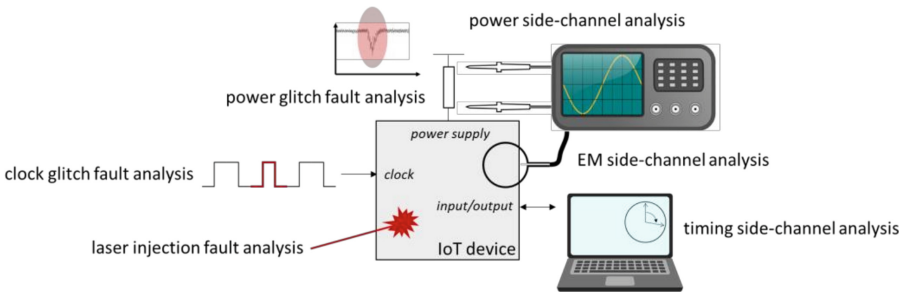 power side-channel analysis
power glitch fault analysis
power supply
EM side-channel analysis
clock glitch fault analysis
clock
input/output
timing side-channel analysis
laser injection fault analysis
IoT device